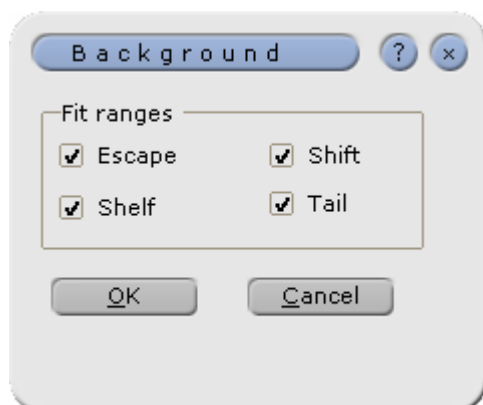 Background ? ×
Fit ranges
Escape Shift
Shelf Tail
OK Cancel